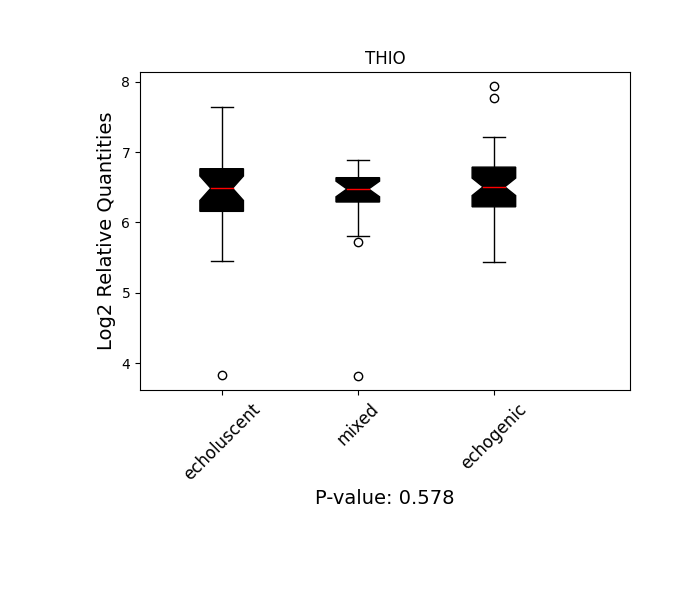 THIO
Log2 Relative Quantities
8
7
6
5
4
echoluscent
mixed
echogenic
P-value: 0.578